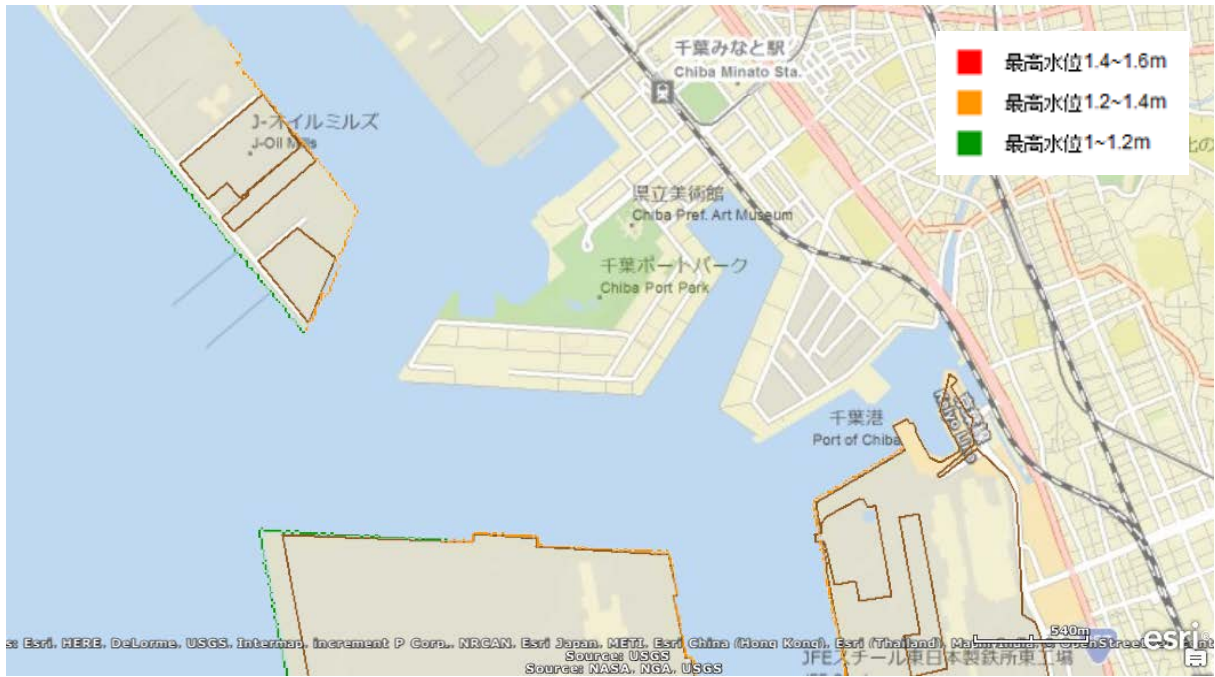 千葉みなと駅
Chiba Minato Sta.
最高水位1.4~1.6m
最高水位1.2~1.4m
最高水位1~1.2m
北の
J-オイルミルズ
J-Oil Mills
県立美術館
Chiba Pref. Art Museum
千葉ポートパーク
Chiba Port Park
千葉港
Port of Chiba
540m
s: Esri, HERE, DeLorme, USGS, Intermap, increment P Corp., NRCAN, Esri Japan, METI, Esri China (Hong Kong), Esri (Thailand),
Source: USGS
Source: NASA, NGA, USGS
esri
JFEスチール東日本製鉄所東工場